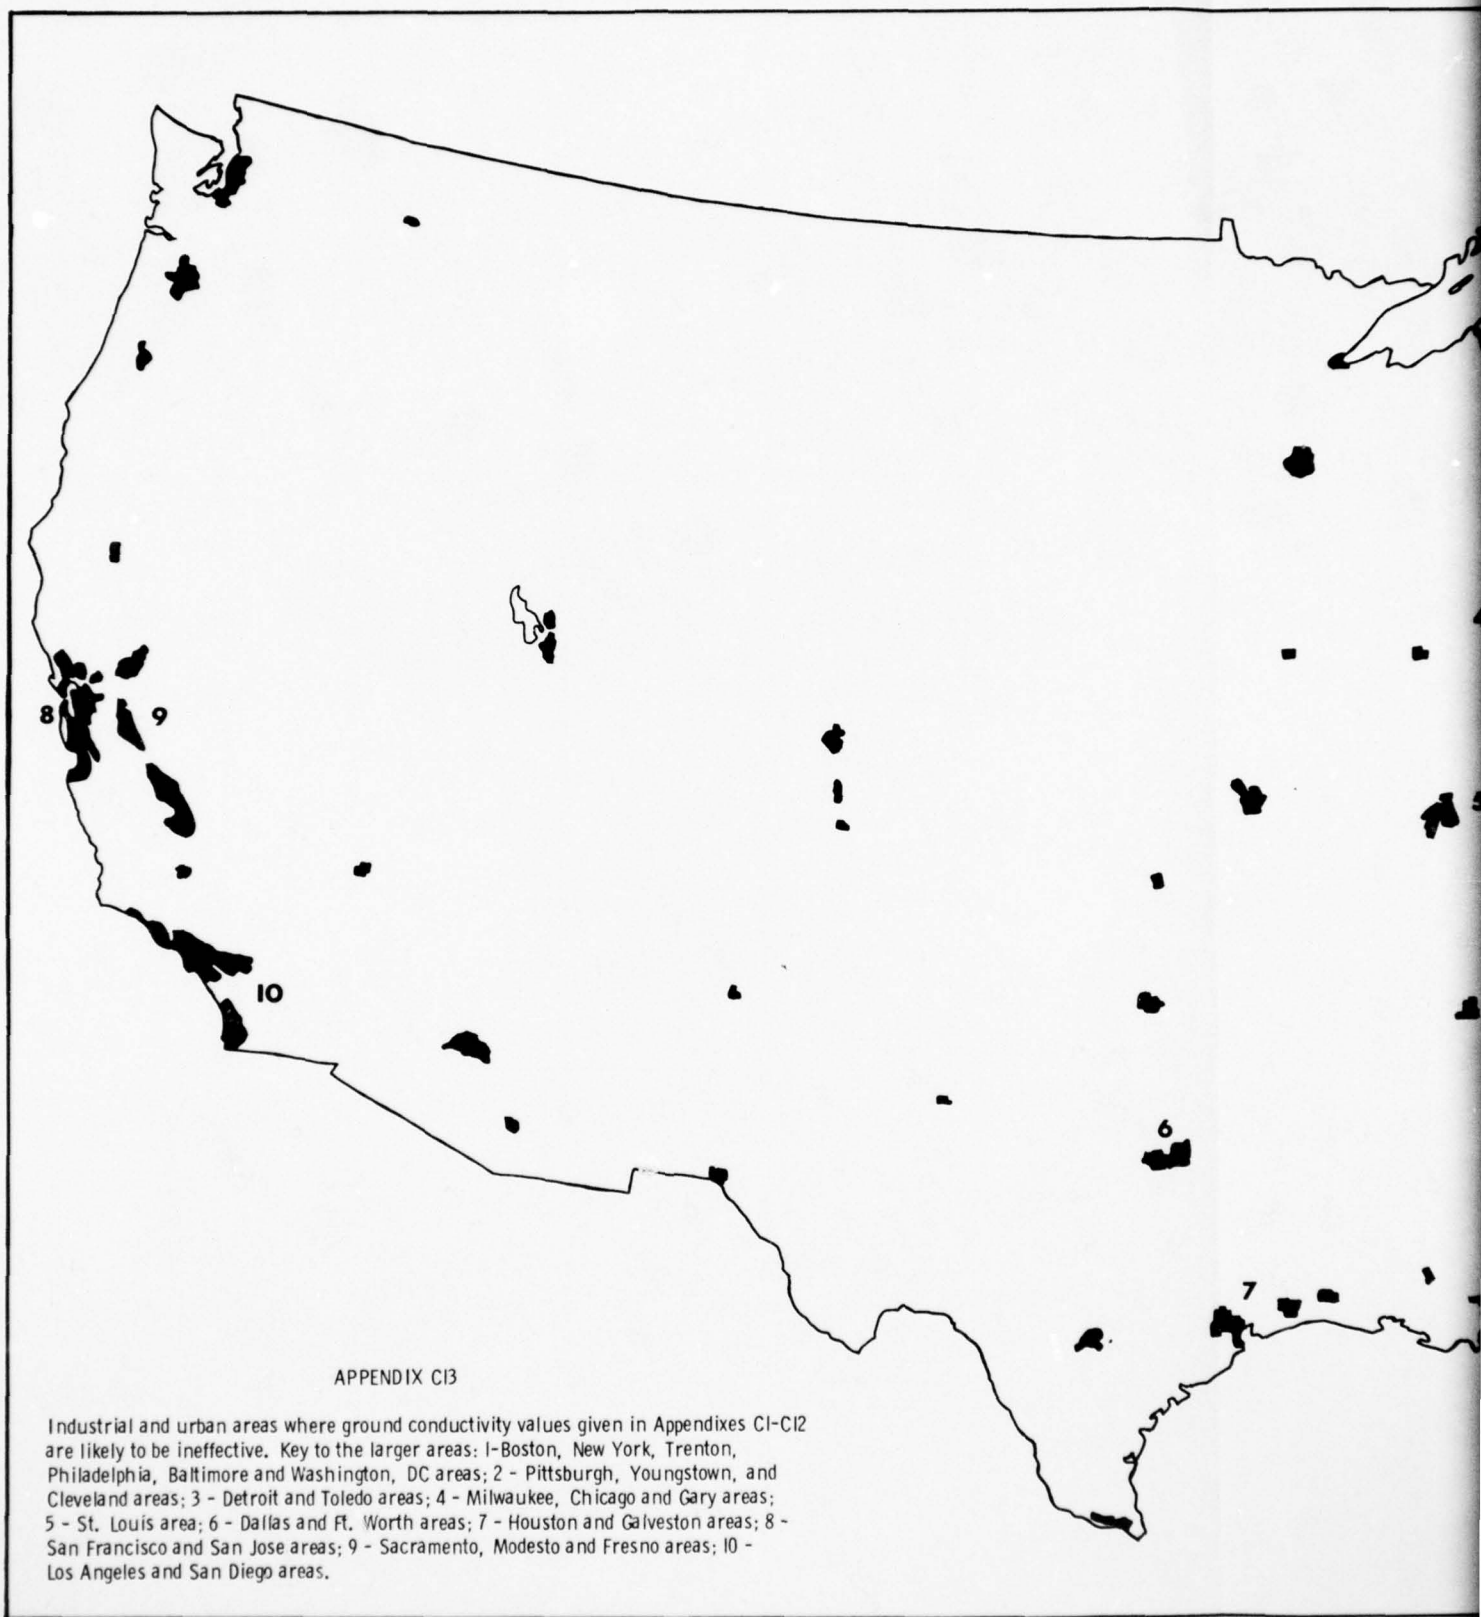 8
9
10
6
7
5
APPENDIX C13
Industrial and urban areas where ground conductivity values given in Appendixes C1-C12
are likely to be ineffective. Key to the larger areas: 1-Boston, New York, Trenton,
Philadelphia, Baltimore and Washington, DC areas; 2 - Pittsburgh, Youngstown, and
Cleveland areas; 3 - Detroit and Toledo areas; 4 - Milwaukee, Chicago and Gary areas;
5 - St. Louis area; 6 - Dallas and Ft. Worth areas; 7 - Houston and Galveston areas; 8 -
San Francisco and San Jose areas; 9 - Sacramento, Modesto and Fresno areas; 10 -
Los Angeles and San Diego areas.